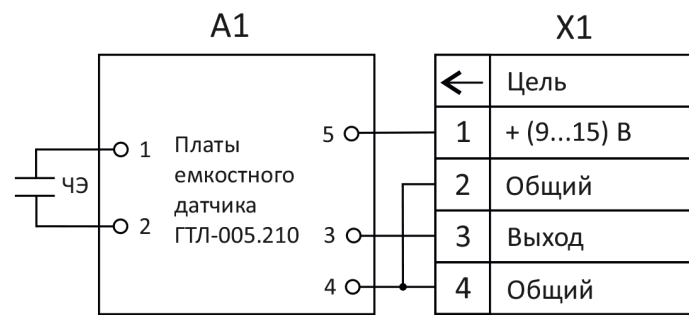 А1
Х1
Цель
1 + (9...15) В
2 Общий
3 Выход
4 Общий
ЧЭ
1
2
Платы
емкостного
датчика
ГТЛ-005.210
5
3
4